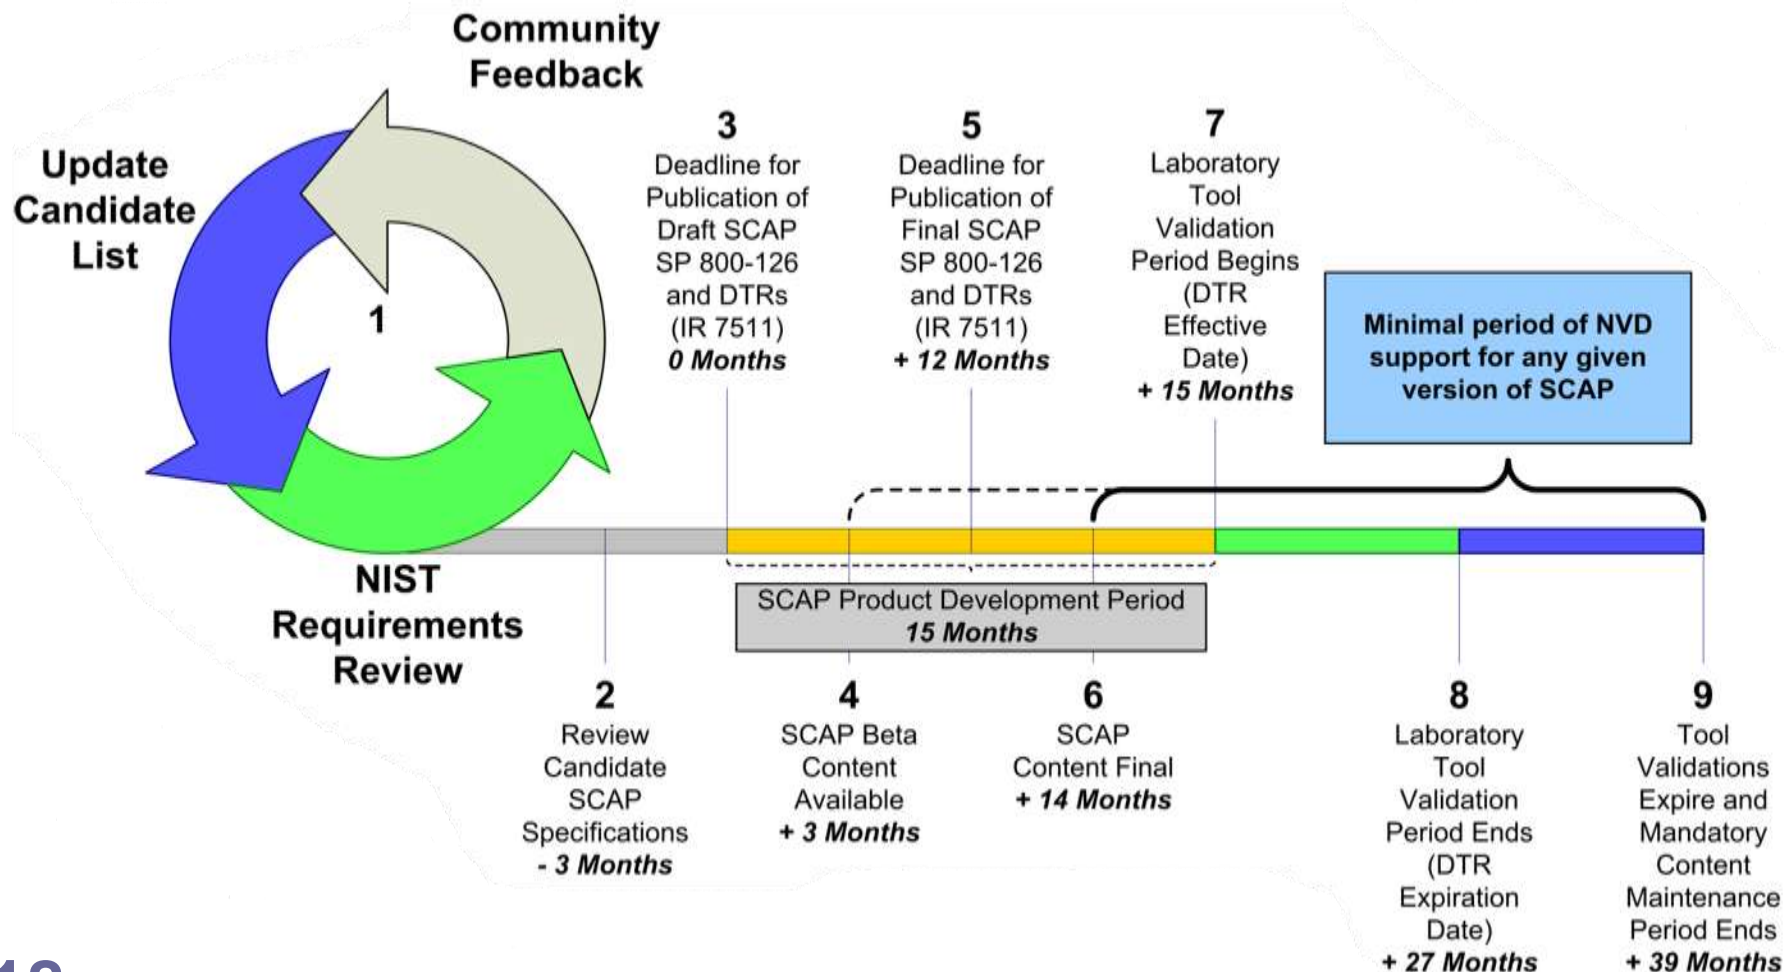 Community
Feedback
Update
Candidate
List
1
NIST
Requirements
Review
3
Deadline for
Publication of
Draft SCAP
SP 800-126
and DTRs
(IR 7511)
0 Months
5
Deadline for
Publication of
Final SCAP
SP 800-126
and DTRs
(IR 7511)
+ 12 Months
7
Laboratory
Tool
Validation
Period Begins
(DTR
Effective
Date)
+ 15 Months
Minimal period of NVD
support for any given
version of SCAP
SCAP Product Development Period
15 Months
2
Review
Candidate
SCAP
Specifications
- 3 Months
4
SCAP Beta
Content
Available
+ 3 Months
6
SCAP
Content Final
+ 14 Months
8
Laboratory
Tool
Validation
Period Ends
(DTR
Expiration
Date)
+ 27 Months
9
Tool
Validations
Expire and
Mandatory
Content
Maintenance
Period Ends
+ 39 Months